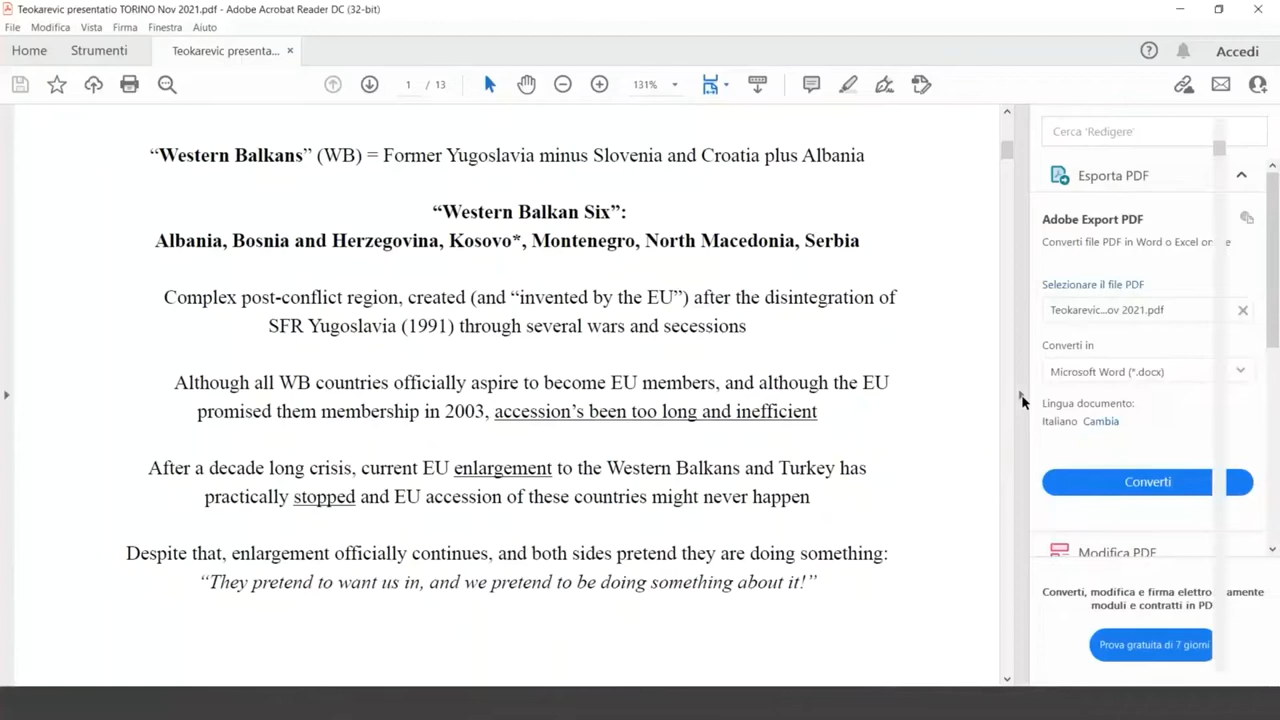 Teokarevic presentatio TORINO Nov 2021.pdf - Adobe Acrobat Reader DC (32-bit)
File Modifica Vista Firma Finestra Aiuto
Home Strumenti Teokarevic presenta... × Accedi
1 / 13 131%
“Western Balkans” (WB) = Former Yugoslavia minus Slovenia and Croatia plus Albania
“Western Balkan Six”:
Albania, Bosnia and Herzegovina, Kosovo*, Montenegro, North Macedonia, Serbia
Complex post-conflict region, created (and “invented by the EU”) after the disintegration of
SFR Yugoslavia (1991) through several wars and secessions
Although all WB countries officially aspire to become EU members, and although the EU
promised them membership in 2003, accession’s been too long and inefficient
After a decade long crisis, current EU enlargement to the Western Balkans and Turkey has
practically stopped and EU accession of these countries might never happen
Despite that, enlargement officially continues, and both sides pretend they are doing something:
“They pretend to want us in, and we pretend to be doing something about it!”
Cerca 'Redigere'
Esporta PDF
Adobe Export PDF
Converti file PDF in Word o Excel on e
Selezionare il file PDF
Teokarevic...ov 2021.pdf
Converti in
Microsoft Word (*.docx)
Lingua documento:
Italiano Cambia
Converti
Modifica PDF
Converti, modifica e firma elettro amente
moduli e contratti in PD
Prova gratuita di 7 giorni